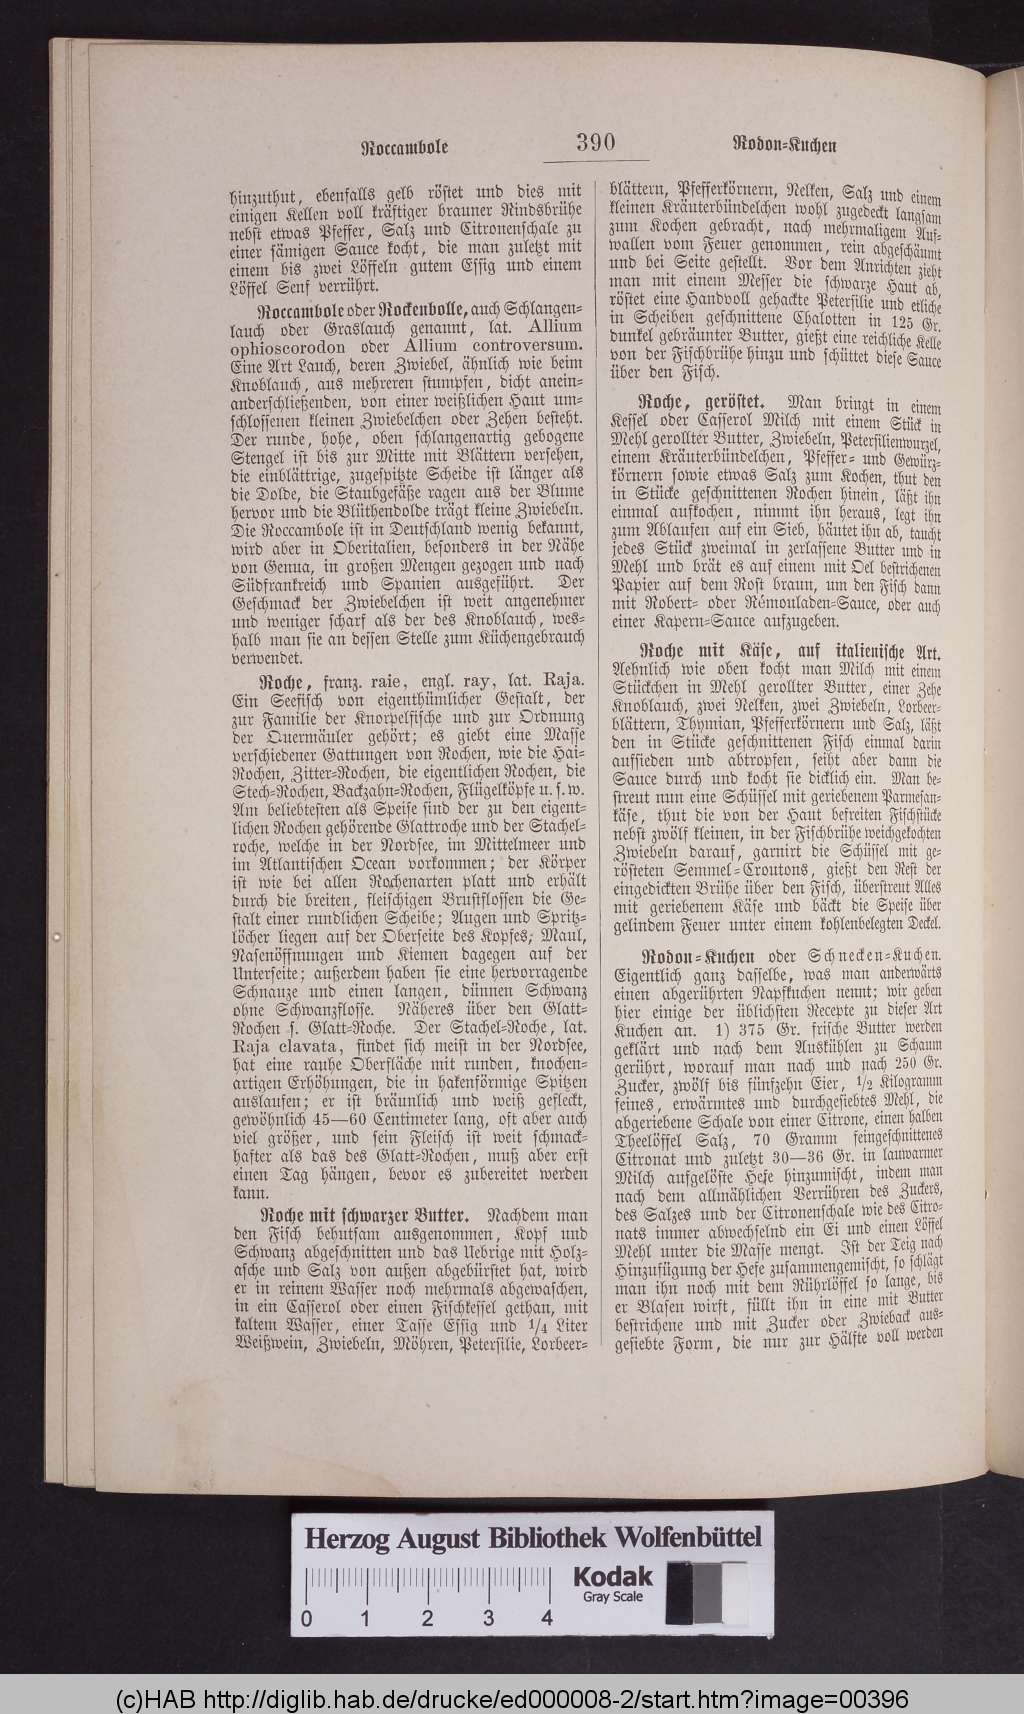 Roccambole 390 Rodon-Kuchen
hinzuthut, ebenfalls gelb röstet und dies mit
einigen Kellen voll kräftiger brauner Rindsbrühe
nebst etwas Pfeffer, Salz und Citronenschale zu
einer sämigen Sauce kocht, die man zuletzt mit
einem bis zwei Löffeln gutem Essig und einem
Löffel Senf verrührt.
Roccambole oder Rockenbolle, auch Schlangen-
lauch oder Graslauch genannt, lat. Allium
ophioscorodon oder Allium controversum.
Eine Art Lauch, deren Zwiebel, ähnlich wie beim
Knoblauch, aus mehreren stumpfen, dicht anein-
anderschließenden, von einer weißlichen Haut um-
schlossenen kleinen Zwiebelchen oder Zehen besteht.
Der runde, hohe, oben schlangenartig gebogene
Stengel ist bis zur Mitte mit Blättern versehen,
die einblättrige, zugespitzte Scheide ist länger als
die Dolde, die Staubgefäße ragen aus der Blume
hervor und die Blüthendolde trägt kleine Zwiebeln.
Die Roccambole ist in Deutschland wenig bekannt,
wird aber in Oberitalien, besonders in der Nähe
von Genua, in großen Mengen gezogen und nach
Südfrankreich und Spanien ausgeführt. Der
Geschmack der Zwiebelchen ist weit angenehmer
und weniger scharf als der des Knoblauch, wes-
halb man sie an dessen Stelle zum Küchengebrauch
verwendet.
Roche, franz. raie, engl. ray, lat. Raja.
Ein Seefisch von eigenthümlicher Gestalt, der
zur Familie der Knorpelfische und zur Ordnung
der Quermäuler gehört; es giebt eine Masse
verschiedener Gattungen von Rochen, wie die Hai-
Rochen, Zitter-Rochen, die eigentlichen Rochen, die
Stech-Rochen, Backzahn-Rochen, Flügelköpfe u. s. w.
Am beliebtesten als Speise sind der zu den eigent-
lichen Rochen gehörende Glattroche und der Stachel-
roche, welche in der Nordsee, im Mittelmeer und
im Atlantischen Ocean vorkommen; der Körper
ist wie bei allen Rochenarten platt und erhält
durch die breiten, fleischigen Brustflossen die Ge-
stalt einer rundlichen Scheibe; Augen und Spritz-
löcher liegen auf der Oberseite des Kopfes; Maul,
Nasenöffnungen und Kiemen dagegen auf der
Unterseite; außerdem haben sie eine hervorragende
Schnauze und einen langen, dünnen Schwanz
ohne Schwanzflosse. Näheres über den Glatt-
Rochen s. Glatt-Roche. Der Stachel-Roche, lat.
Raja clavata, findet sich meist in der Nordsee,
hat eine rauhe Oberfläche mit runden, knochen-
artigen Erhöhungen, die in hakenförmige Spitzen
auslaufen; er ist bräunlich und weiß gefleckt,
gewöhnlich 45—60 Centimeter lang, oft aber auch
viel größer, und sein Fleisch ist weit schmack-
hafter als das des Glatt-Rochen, muß aber erst
einen Tag hängen, bevor es zubereitet werden
kann.
Roche mit schwarzer Butter. Nachdem man
den Fisch behutsam ausgenommen, Kopf und
Schwanz abgeschnitten und das Uebrige mit Holz-
asche und Salz von außen abgebürstet hat, wird
er in reinem Wasser noch mehrmals abgewaschen,
in ein Casserol oder einen Fischkessel gethan, mit
kaltem Wasser, einer Tasse Essig und 1/4 Liter
Weißwein, Zwiebeln, Möhren, Petersilie, Lorbeer-
blättern, Pfefferkörnern, Nelken, Salz und einem
kleinen Kräuterbündelchen wohl zugedeckt langsam
zum Kochen gebracht, nach mehrmaligem Auf-
wallen vom Feuer genommen, rein abgeschäumt
und bei Seite gestellt. Vor dem Anrichten zieht
man mit einem Messer die schwarze Haut ab,
röstet eine Handvoll gehackte Petersilie und etliche
in Scheiben geschnittene Chalotten in 125 Gr.
dunkel gebräunter Butter, gießt eine reichliche Kelle
von der Fischbrühe hinzu und schüttet diese Sauce
über den Fisch.
Roche, geröstet. Man bringt in einem
Kessel oder Casserol Milch mit einem Stück in
Mehl gerollter Butter, Zwiebeln, Petersilienwurzel,
einem Kräuterbündelchen, Pfeffer- und Gewürz-
körnern sowie etwas Salz zum Kochen, thut den
in Stücke geschnittenen Rochen hinein, läßt ihn
einmal aufkochen, nimmt ihn heraus, legt ihn
zum Ablaufen auf ein Sieb, häutet ihn ab, taucht
jedes Stück zweimal in zerlassene Butter und in
Mehl und brät es auf einem mit Oel bestrichenen
Papier auf dem Rost braun, um den Fisch dann
mit Robert- oder Rémouladen-Sauce, oder auch
einer Kapern-Sauce aufzugeben.
Roche mit Käse, auf italienische Art.
Aehnlich wie oben kocht man Milch mit einem
Stückchen in Mehl gerollter Butter, einer Zehe
Knoblauch, zwei Nelken, zwei Zwiebeln, Lorbeer-
blättern, Thymian, Pfefferkörnern und Salz, läßt
den in Stücke geschnittenen Fisch einmal darin
aufsieden und abtropfen, seiht aber dann die
Sauce durch und kocht sie dicklich ein. Man be-
streut nun eine Schüssel mit geriebenem Parmesan-
käse, thut die von der Haut befreiten Fischstücke
nebst zwölf kleinen, in der Fischbrühe weichgekochten
Zwiebeln darauf, garnirt die Schüssel mit ge-
rösteten Semmel-Croutons, gießt den Rest der
eingedickten Brühe über den Fisch, überstreut Alles
mit geriebenem Käse und bäckt die Speise über
gelindem Feuer unter einem kohlenbelegten Deckel.
Rodon-Kuchen oder Schnecken-Kuchen.
Eigentlich ganz dasselbe, was man anderwärts
einen abgerührten Napfkuchen nennt; wir geben
hier einige der üblichsten Recepte zu dieser Art
Kuchen an. 1) 375 Gr. frische Butter werden
geklärt und nach dem Auskühlen zu Schaum
gerührt, worauf man nach und nach 250 Gr.
Zucker, zwölf bis fünfzehn Eier, 1/2 Kilogramm
feines, erwärmtes und durchgesiebtes Mehl, die
abgeriebene Schale von einer Citrone, einen halben
Theelöffel Salz, 70 Gramm feingeschnittenes
Citronat und zuletzt 30—36 Gr. in lauwarmer
Milch aufgelöste Hefe hinzumischt, indem man
nach dem allmählichen Verrühren des Zuckers,
des Salzes und der Citronenschale wie des Citro-
nats immer abwechselnd ein Ei und einen Löffel
Mehl unter die Masse mengt. Ist der Teig nach
Hinzufügung der Hefe zusammengemischt, so schlägt
man ihn noch mit dem Rührlöffel so lange, bis
er Blasen wirft, füllt ihn in eine mit Butter
bestrichene und mit Zucker oder Zwieback aus-
gesiebte Form, die nur zur Hälfte voll werden
Herzog August Bibliothek Wolfenbüttel
0 1 2 3 4
Kodak
Gray Scale
(c)HAB http://diglib.hab.de/drucke/ed000008-2/start.htm?image=00396